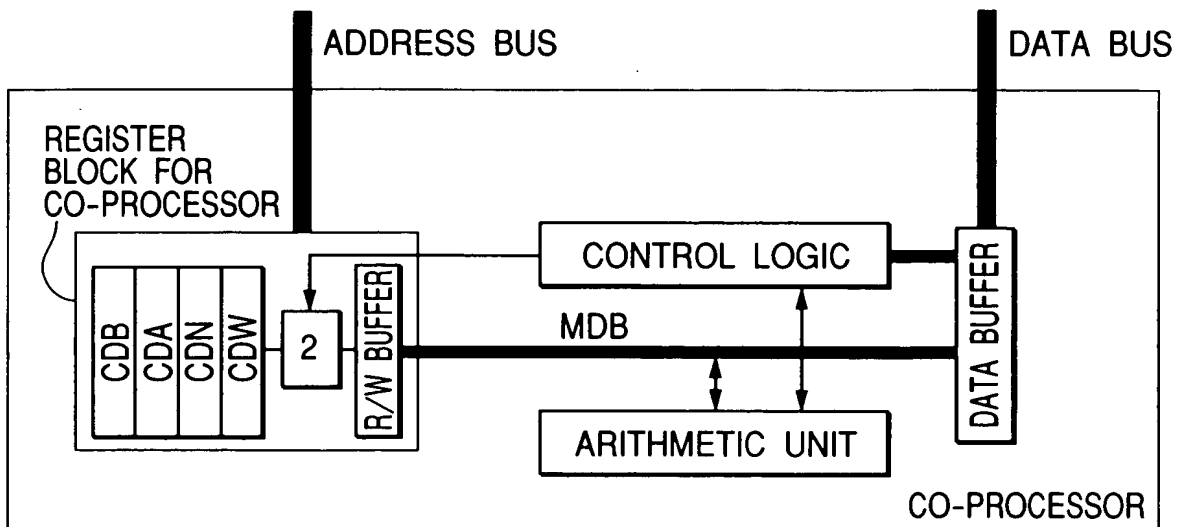 ADDRESS BUS
DATA BUS
REGISTER
BLOCK FOR
CO-PROCESSOR
CONTROL LOGIC
CDB
CDA
CDN
CDW
2
R/W BUFFER
MDB
DATA BUFFER
ARITHMETIC UNIT
CO-PROCESSOR